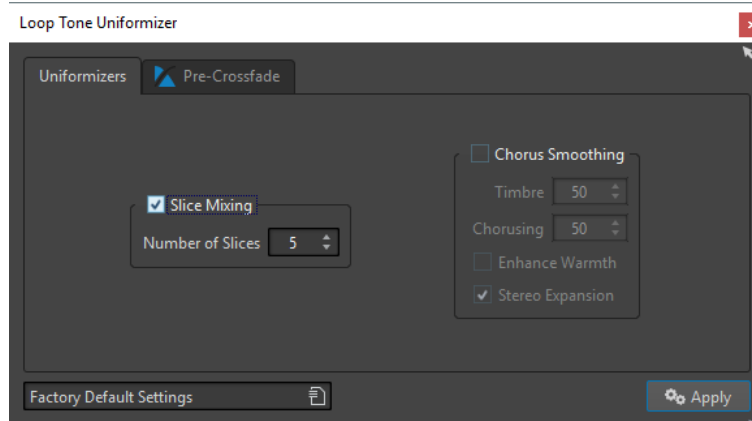 Loop Tone Uniformizer
Uniformizers
Pre-Crossfade
Slice Mixing
Number of Slices 5
Chorus Smoothing
Timbre 50
Chorusing 50
Enhance Warmth
Stereo Expansion
Factory Default Settings
Apply